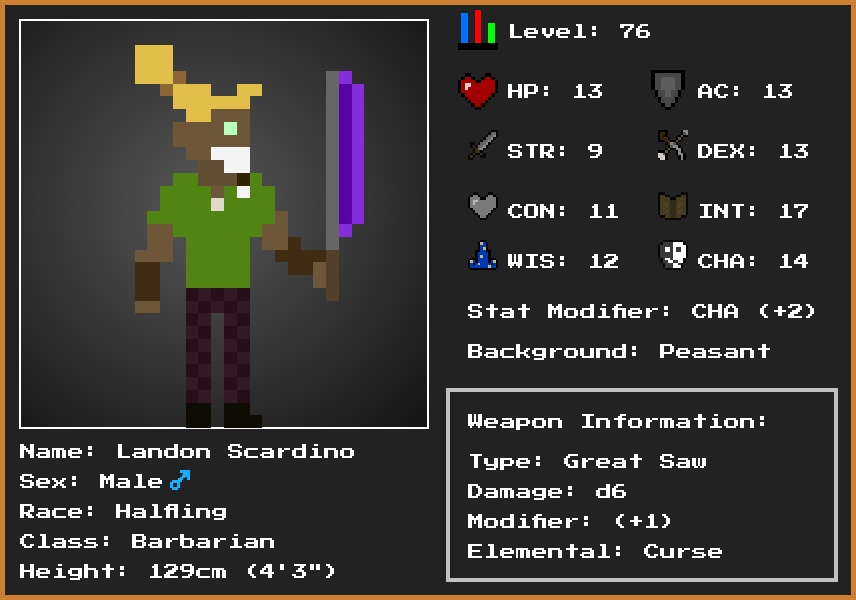 Level: 76
HP: 13 AC: 13
STR: 9 DEX: 13
CON: 11 INT: 17
WIS: 12 CHA: 14
Stat Modifier: CHA (+2)
Background: Peasant
Weapon Information:
Type: Great Saw
Damage: d6
Modifier: (+1)
Elemental: Curse
Name: Landon Scardino
Sex: Male♂
Race: Halfling
Class: Barbarian
Height: 129cm (4'3")